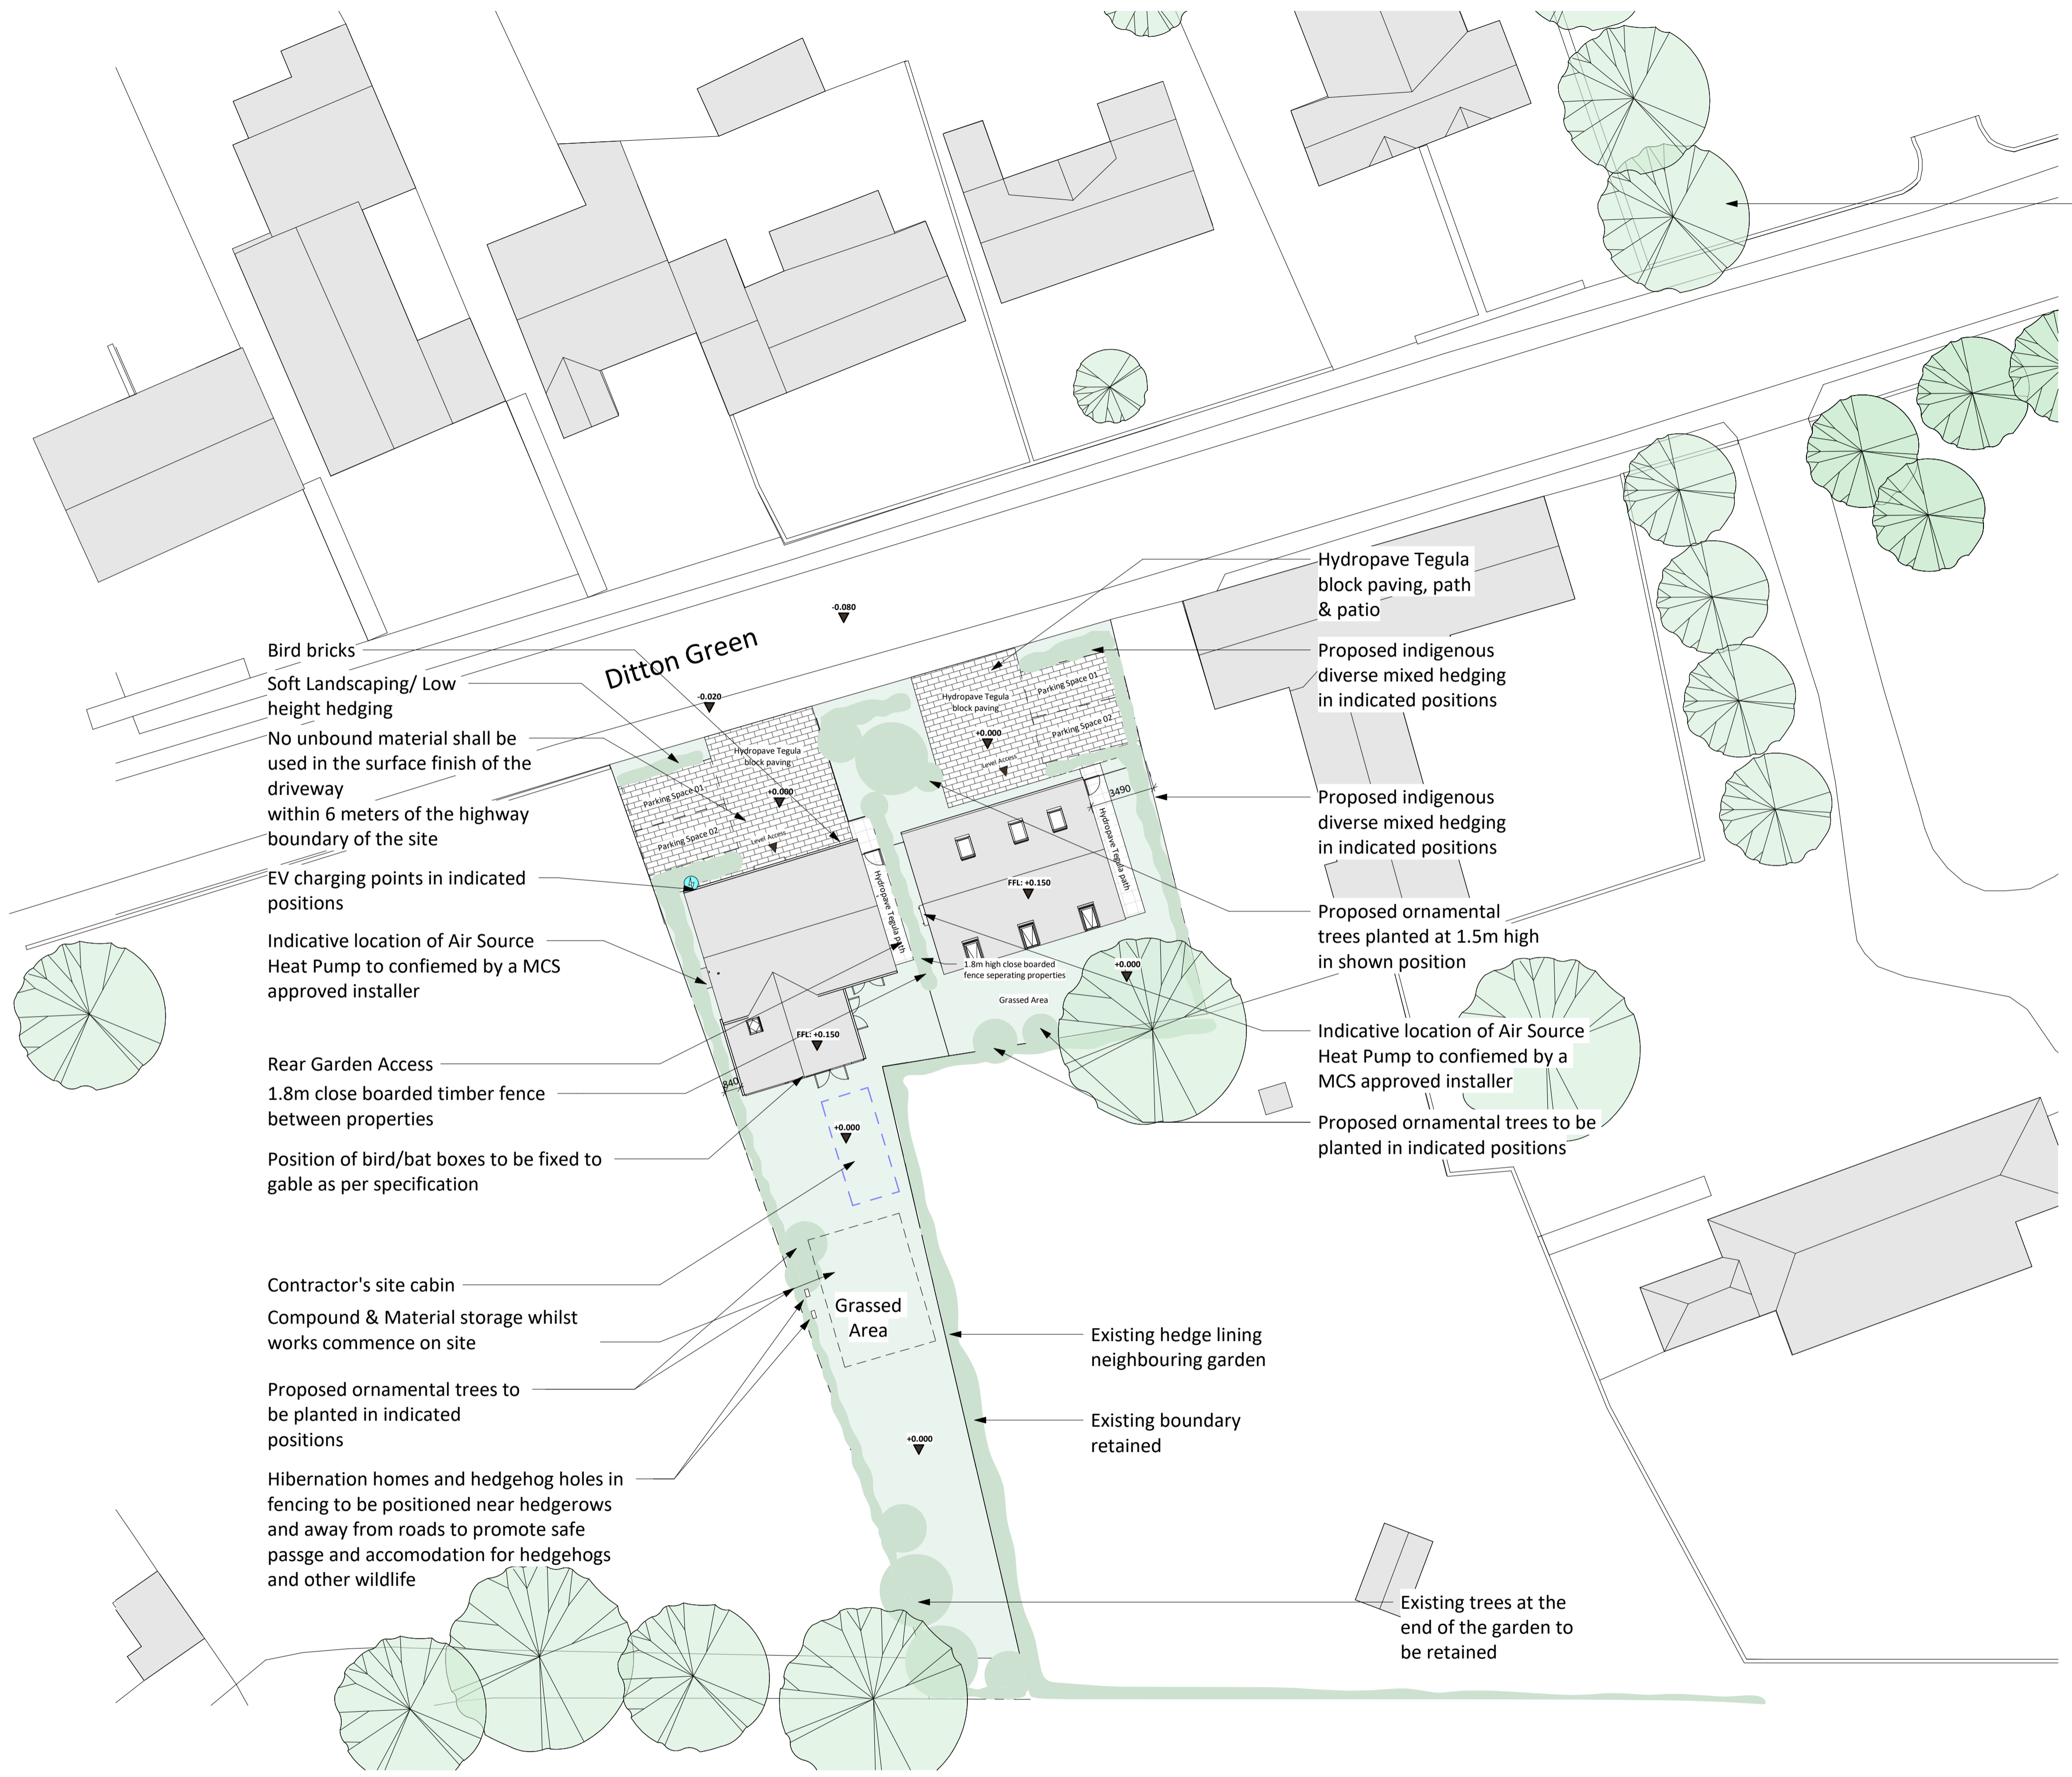 -0.080
Ditton Green
-0.020
Bird bricks
Soft Landscaping/ Low
height hedging
No unbound material shall be
used in the surface finish of the
driveway
within 6 meters of the highway
boundary of the site
EV charging points in indicated
positions
Indicative location of Air Source
Heat Pump to confiemed by a MCS
approved installer
Rear Garden Access
1.8m close boarded timber fence
between properties
Position of bird/bat boxes to be fixed to
gable as per specification
Contractor's site cabin
Compound & Material storage whilst
works commence on site
Proposed ornamental trees to
be planted in indicated
positions
Hibernation homes and hedgehog holes in
fencing to be positioned near hedgerows
and away from roads to promote safe
passge and accomodation for hedgehogs
and other wildlife
Hydropave Tegula
block paving
+0.000
Parking Space 01
Parking Space 02
Level Access
Hydropave Tegula path
FFL: +0.150
840
Hydropave Tegula
block paving
+0.000
Parking Space 01
Parking Space 02
Level Access
3490
Hydropave Tegula path
FFL: +0.150
1.8m high close boarded
fence seperating properties
+0.000
Grassed Area
+0.000
Grassed
Area
+0.000
Hydropave Tegula
block paving, path
& patio
Proposed indigenous
diverse mixed hedging
in indicated positions
Proposed indigenous
diverse mixed hedging
in indicated positions
Proposed ornamental
trees planted at 1.5m high
in shown position
Indicative location of Air Source
Heat Pump to confiemed by a
MCS approved installer
Proposed ornamental trees to be
planted in indicated positions
Existing hedge lining
neighbouring garden
Existing boundary
retained
Existing trees at the
end of the garden to
be retained